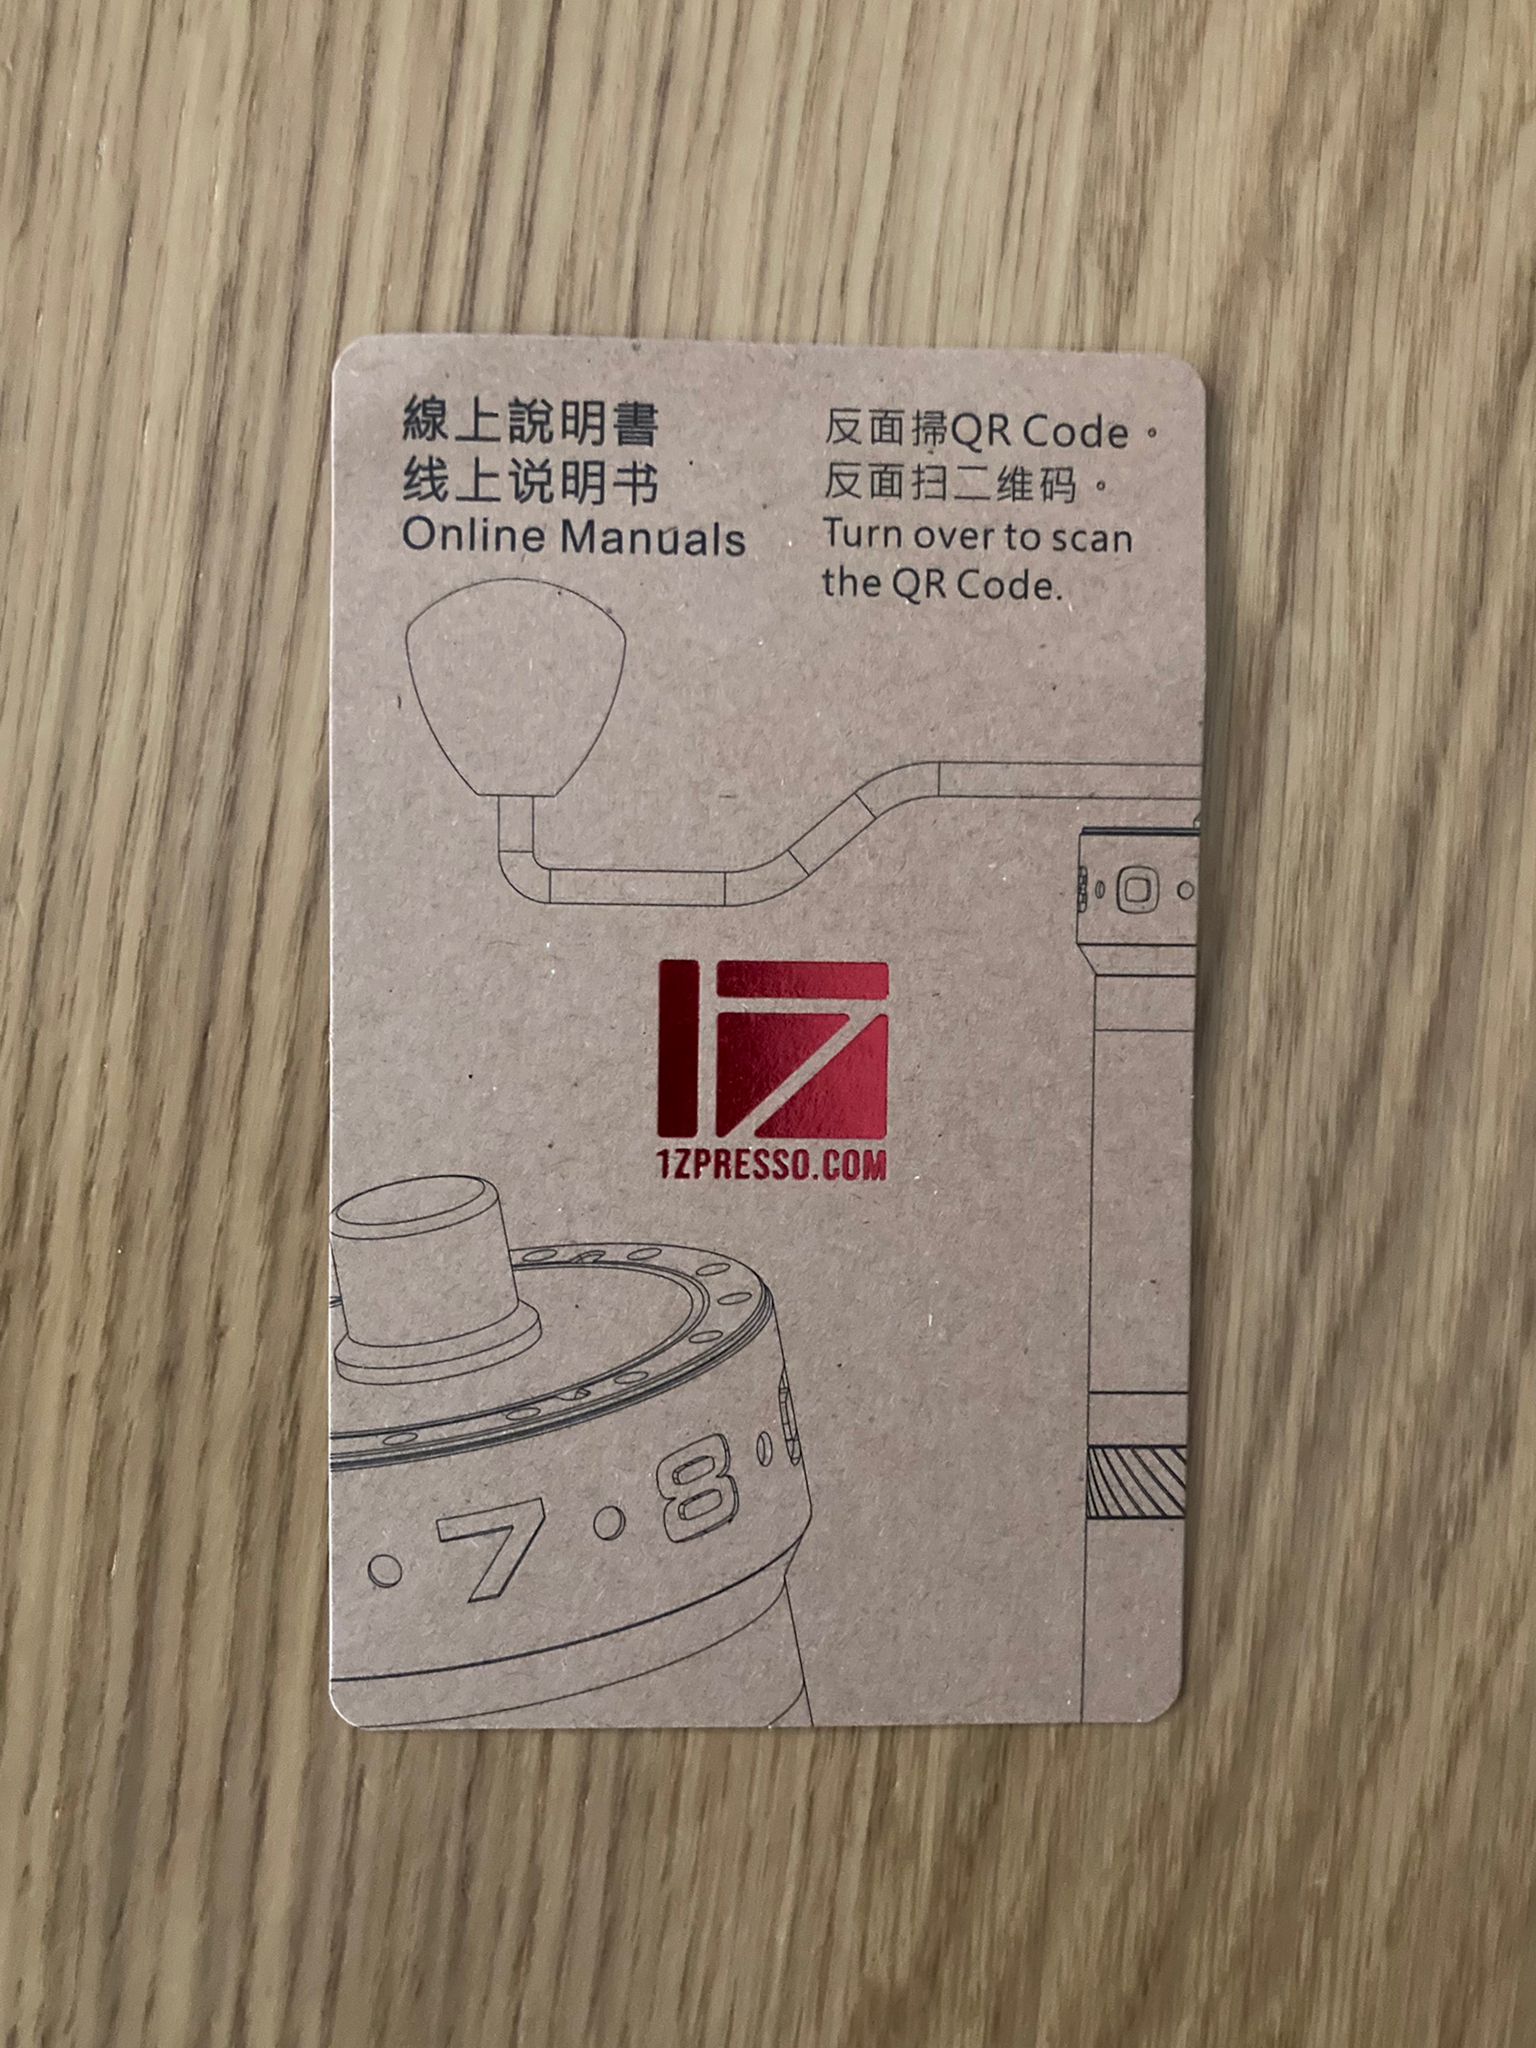 線上說明書
线上说明书
Online Manuals
反面掃QR Code。
反面扫二维码。
Turn over to scan
the QR Code.
1ZPRESSO.COM
7 8